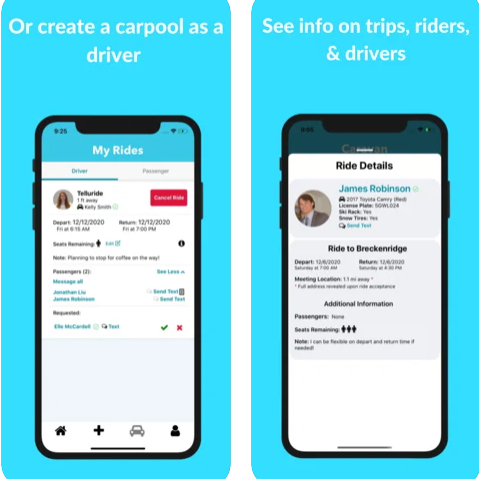 Or create a carpool as a
driver
9:25
My Rides
Driver
Passenger
Telluride
1 ft away
Kelly Smith
Cancel Ride
Depart: 12/12/2020
Fri at 6:15 AM
Return: 12/12/2020
Fri at 7:00 PM
Seats Remaining:
Edit
Note: Planning to stop for coffee on the way!
Passengers (2):
See Less
Message all
Jonathan Liu
Send Text
James Robinson
Send Text
Requested:
Elle McCardell
Text
See info on trips, riders,
& drivers
Ride Details
James Robinson
2017 Toyota Camry (Red)
License Plate: SGWL024
Ski Rack: Yes
Snow Tires: Yes
Send Text
Ride to Breckenridge
Depart: 12/6/2020
Saturday at 7:00 AM
Return: 12/6/2020
Saturday at 4:30 PM
Meeting Location: 1.1 mi away *
* Full address revealed upon ride acceptance
Additional Information
Passengers: None
Seats Remaining:
Note: I can be flexible on depart and return time if
needed!